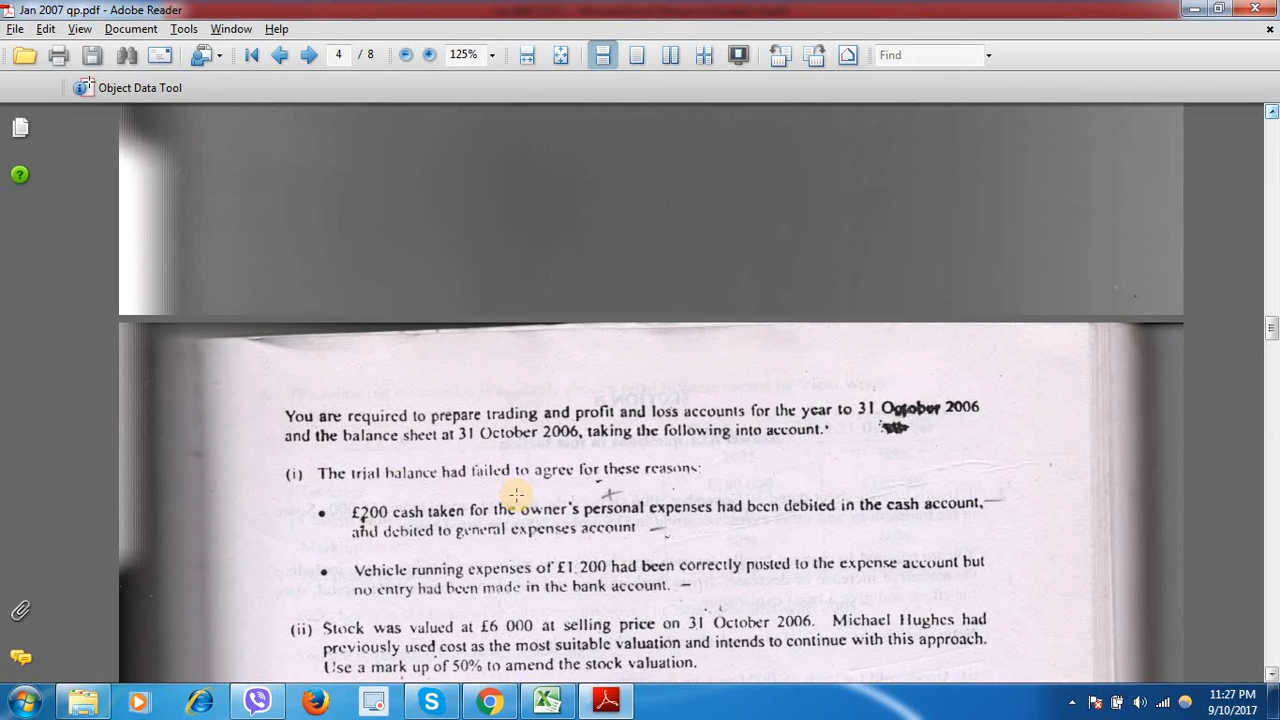 Jan 2007 qp.pdf - Adobe Reader
File Edit View Document Tools Window Help
4 / 8 125% Find
Object Data Tool
You are required to prepare trading and profit and loss accounts for the year to 31 October 2006
and the balance sheet at 31 October 2006, taking the following into account.
(i) The trial balance had failed to agree for these reasons:
• £200 cash taken for the owner's personal expenses had been debited in the cash account,
and debited to general expenses account
• Vehicle running expenses of £1 200 had been correctly posted to the expense account but
no entry had been made in the bank account.
(ii) Stock was valued at £6 000 at selling price on 31 October 2006. Michael Hughes had
previously used cost as the most suitable valuation and intends to continue with this approach.
Use a mark up of 50% to amend the stock valuation.
11:27 PM
9/10/2017